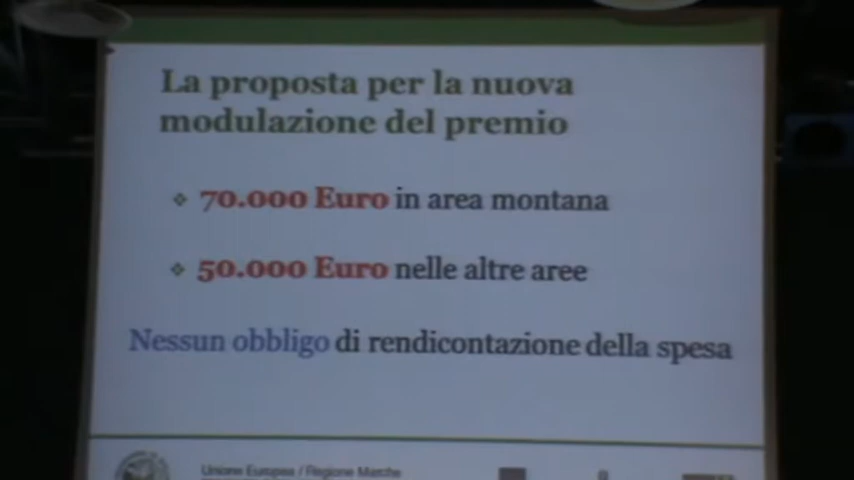 La proposta per la nuova
modulazione del premio
70.000 Euro in area montana
50.000 Euro nelle altre aree
Nessun obbligo di rendicontazione della spesa
Unione Europea / Regione Marche